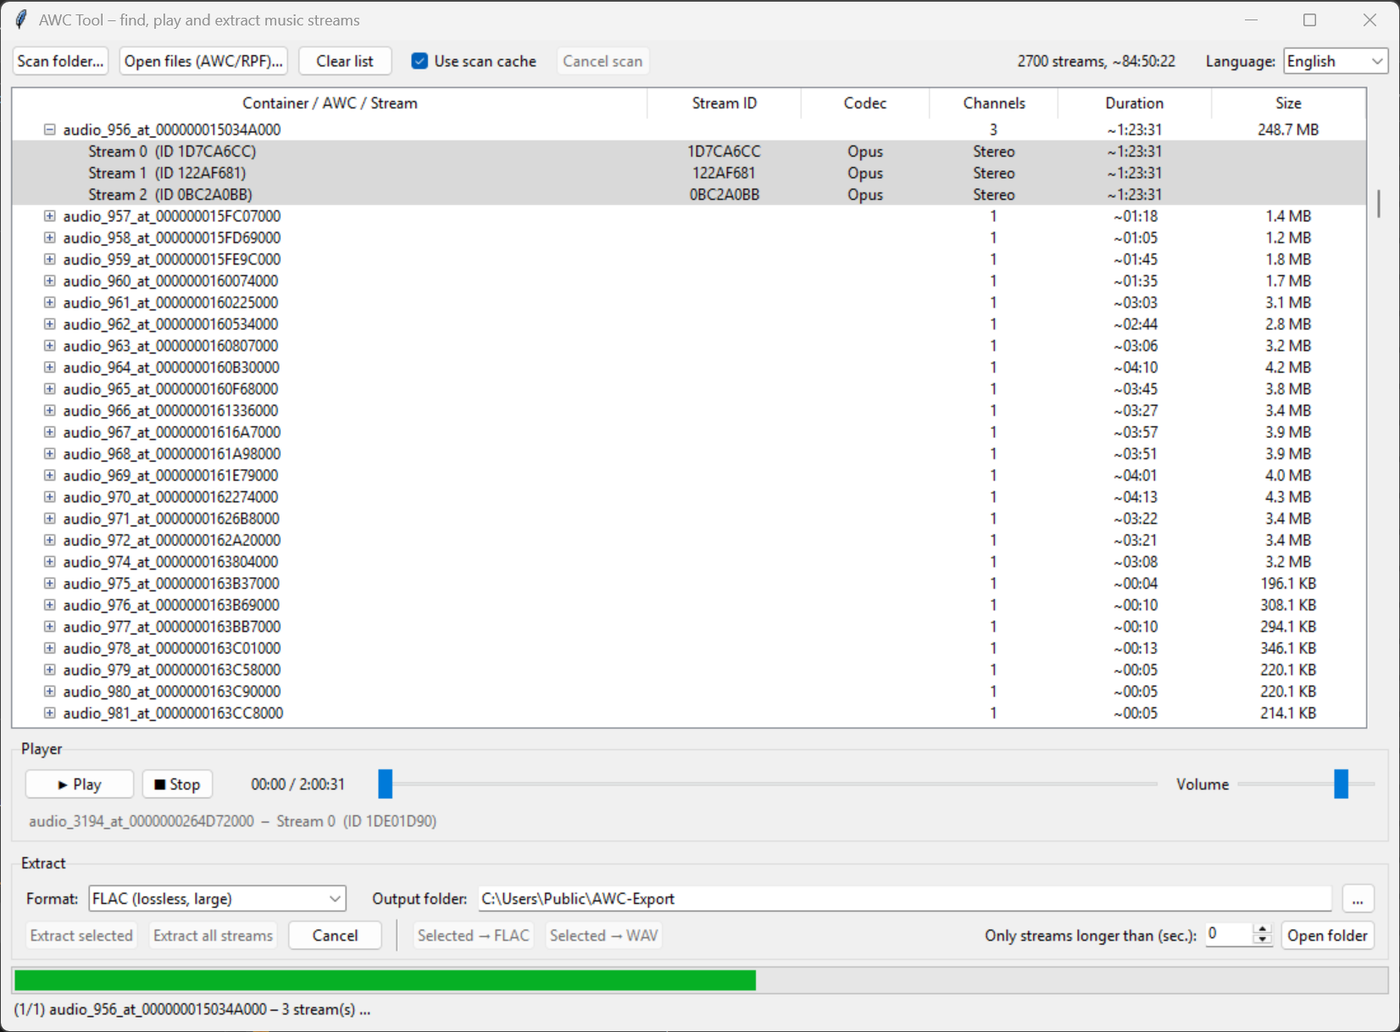 AWC Tool – find, play and extract music streams
Scan folder... Open files (AWC/RPF)... Clear list Use scan cache Cancel scan 2700 streams, ~84:50:22 Language: English
Container / AWC / Stream Stream ID Codec Channels Duration Size
audio_956_at_000000015034A000 3 ~1:23:31 248.7 MB
Stream 0 (ID 1D7CA6CC) 1D7CA6CC Opus Stereo ~1:23:31
Stream 1 (ID 122AF681) 122AF681 Opus Stereo ~1:23:31
Stream 2 (ID 0BC2A0BB) 0BC2A0BB Opus Stereo ~1:23:31
audio_957_at_000000015FC07000 1 ~01:18 1.4 MB
audio_958_at_000000015FD69000 1 ~01:05 1.2 MB
audio_959_at_000000015FE9C000 1 ~01:45 1.8 MB
audio_960_at_0000000160074000 1 ~01:35 1.7 MB
audio_961_at_0000000160225000 1 ~03:03 3.1 MB
audio_962_at_0000000160534000 1 ~02:44 2.8 MB
audio_963_at_0000000160807000 1 ~03:06 3.2 MB
audio_964_at_0000000160B30000 1 ~04:10 4.2 MB
audio_965_at_0000000160F68000 1 ~03:45 3.8 MB
audio_966_at_0000000161336000 1 ~03:27 3.4 MB
audio_967_at_00000001616A7000 1 ~03:57 3.9 MB
audio_968_at_0000000161A98000 1 ~03:51 3.9 MB
audio_969_at_0000000161E79000 1 ~04:01 4.0 MB
audio_970_at_0000000162274000 1 ~04:13 4.3 MB
audio_971_at_00000001626B8000 1 ~03:22 3.4 MB
audio_972_at_0000000162A20000 1 ~03:21 3.4 MB
audio_974_at_0000000163804000 1 ~03:08 3.2 MB
audio_975_at_0000000163B37000 1 ~00:04 196.1 KB
audio_976_at_0000000163B69000 1 ~00:10 308.1 KB
audio_977_at_0000000163BB7000 1 ~00:10 294.1 KB
audio_978_at_0000000163C01000 1 ~00:13 346.1 KB
audio_979_at_0000000163C58000 1 ~00:05 220.1 KB
audio_980_at_0000000163C90000 1 ~00:05 220.1 KB
audio_981_at_0000000163CC8000 1 ~00:05 214.1 KB
Player
Play Stop 00:00 / 2:00:31 Volume
audio_3194_at_0000000264D72000 – Stream 0 (ID 1DE01D90)
Extract
Format: FLAC (lossless, large) Output folder: C:\Users\Public\AWC-Export ...
Extract selected Extract all streams Cancel Selected → FLAC Selected → WAV Only streams longer than (sec.): 0 Open folder
(1/1) audio_956_at_000000015034A000 – 3 stream(s) ...